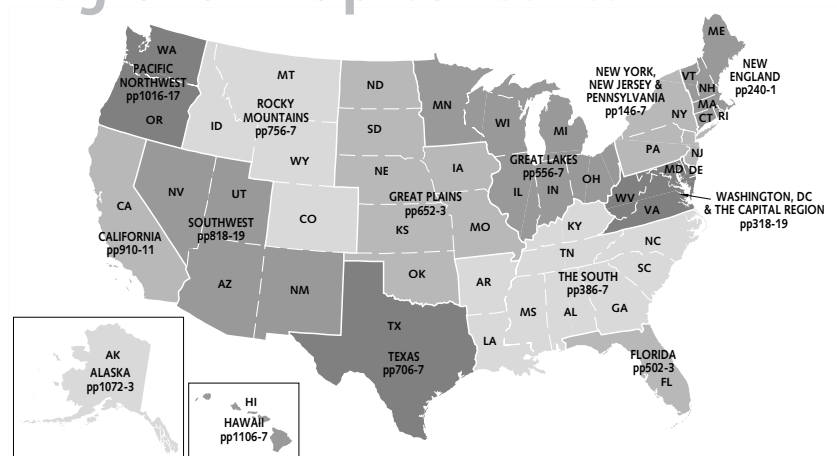 WA
PACIFIC
NORTHWEST
pp1016-17
OR
MT
ROCKY
MOUNTAINS
pp756-7
ID
WY
ND
SD
NE
IA
GREAT PLAINS
pp652-3
KS
MO
OK
MN
WI
MI
GREAT LAKES
pp556-7
IL
IN
OH
NEW YORK,
NEW JERSEY &
PENNSYLVANIA
pp146-7
NY
PA
NJ
ME
VT
NH
MA
CT
RI
NEW
ENGLAND
pp240-1
MD
DE
WV
VA
WASHINGTON, DC
& THE CAPITAL REGION
pp318-19
CA
CALIFORNIA
pp910-11
NV
UT
SOUTHWEST
pp818-19
CO
AZ
NM
KY
TN
NC
SC
THE SOUTH
pp386-7
AR
MS
AL
GA
LA
TX
TEXAS
pp706-7
FLORIDA
pp502-3
FL
AK
ALASKA
pp1072-3
HI
HAWAII
pp1106-7